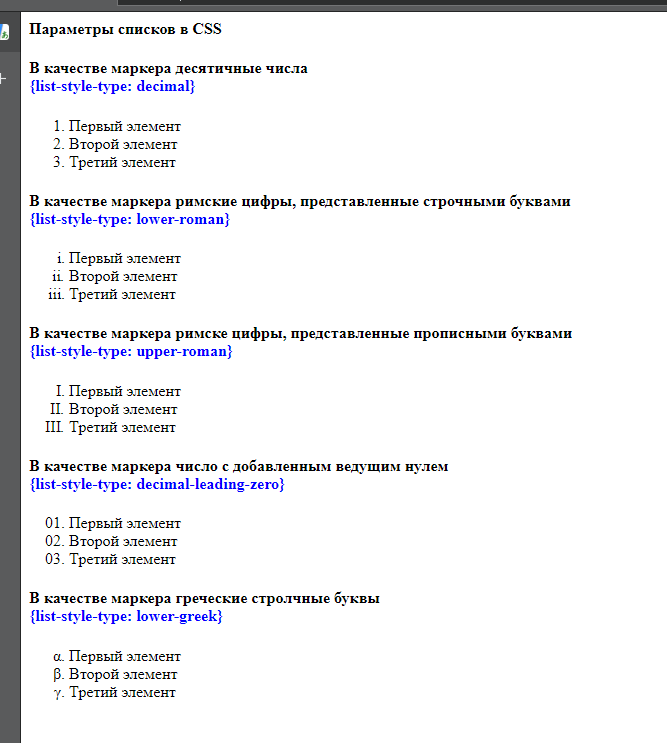 Параметры списков в CSS
В качестве маркера десятичные числа
{list-style-type: decimal}
1. Первый элемент
2. Второй элемент
3. Третий элемент
В качестве маркера римские цифры, представленные строчными буквами
{list-style-type: lower-roman}
i. Первый элемент
ii. Второй элемент
iii. Третий элемент
В качестве маркера римске цифры, представленные прописными буквами
{list-style-type: upper-roman}
I. Первый элемент
II. Второй элемент
III. Третий элемент
В качестве маркера число с добавленным ведущим нулем
{list-style-type: decimal-leading-zero}
01. Первый элемент
02. Второй элемент
03. Третий элемент
В качестве маркера греческие стролчные буквы
{list-style-type: lower-greek}
α. Первый элемент
β. Второй элемент
γ. Третий элемент